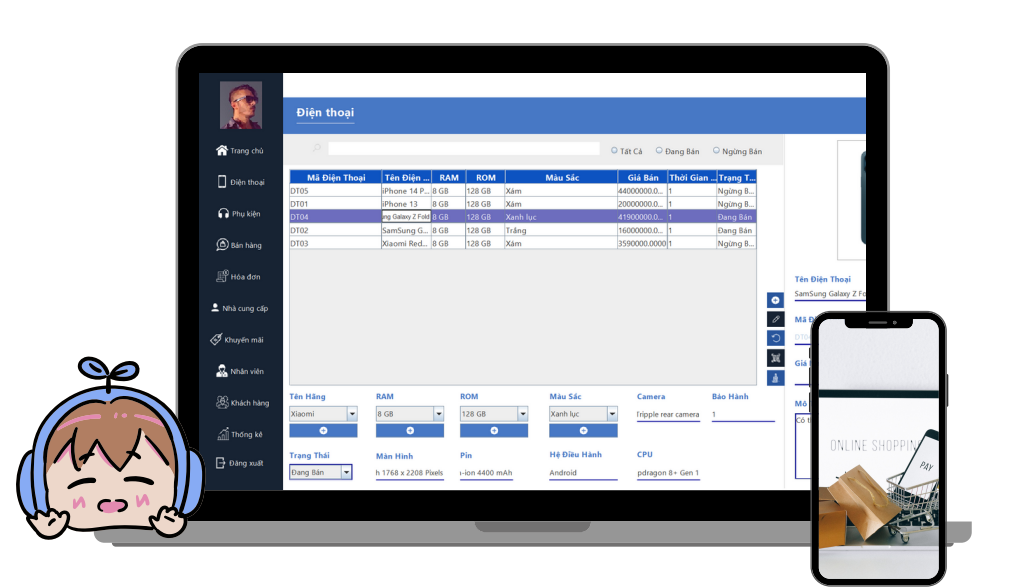 Điện thoại
Trang chủ
Điện thoại
Phụ kiện
Bán hàng
Hóa đơn
Nhà cung cấp
Khuyến mãi
Nhân viên
Khách hàng
Thống kê
Đăng xuất
Tất Cả Đang Bán Ngừng Bán
Mã Điện Thoại Tên Điện ... RAM ROM Màu Sắc Giá Bán Thời Gian ... Trạng T...
DT05 iPhone 14 P... 8 GB 128 GB Xám 44000000.0... 1 Ngừng B...
DT01 iPhone 13 8 GB 128 GB Xám 20000000.0... 1 Ngừng B...
DT04 ng Galaxy Z Fold 8 GB 128 GB Xanh lục 41900000.0... 1 Đang Bán
DT02 SamSung G... 8 GB 128 GB Trắng 16000000.0... 1 Đang Bán
DT03 Xiaomi Red... 8 GB 128 GB Xám 3590000.0000 1 Ngừng B...
Tên Điện Thoại
SamSung Galaxy Z Fo
Mã Đ
Giá
Mô
Có t
Tên Hãng RAM ROM Màu Sắc Camera Bảo Hành
Xiaomi 8 GB 128 GB Xanh lục Tripple rear camera 1
Trạng Thái Màn Hình Pin Hệ Điều Hành CPU
Đang Bán h 1768 x 2208 Pixels -ion 4400 mAh Android pdragon 8+ Gen 1
ONLINE SHOPPIN
PAY